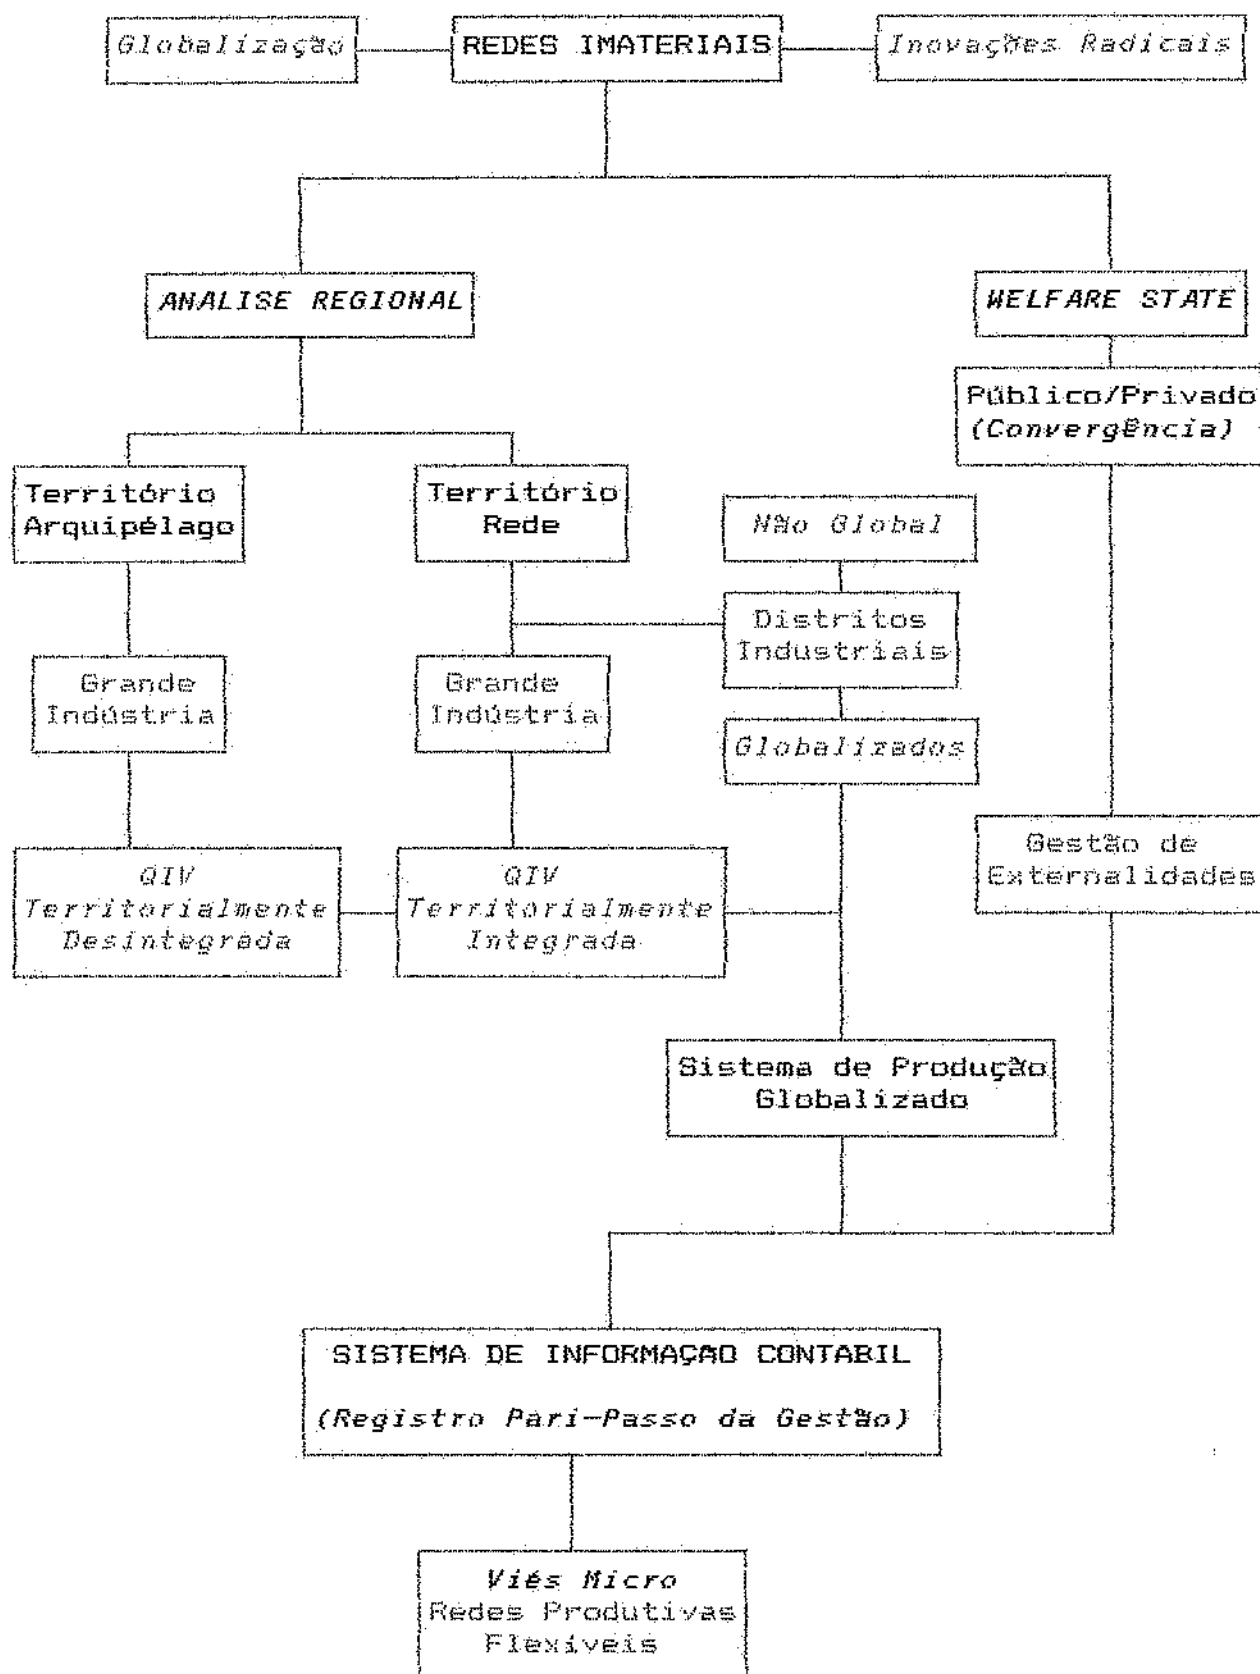 Globalização
REDES IMATERIAIS
Inovações Radicais
ANALISE REGIONAL
WELFARE STATE
Público/Privado
(Convergência)
Território
Arquipélago
Território
Rede
Não Global
Distritos
Industriais
Grande
Indústria
Grande
Indústria
Globalizados
Gestão de
Externalidades
QIV
Territorialmente
Desintegrada
QIV
Territorialmente
Integrada
Sistema de Produção
Globalizado
SISTEMA DE INFORMAÇÃO CONTABIL
(Registro Pari-Passo da Gestão)
Viés Micro
Redes Produtivas
Flexíveis